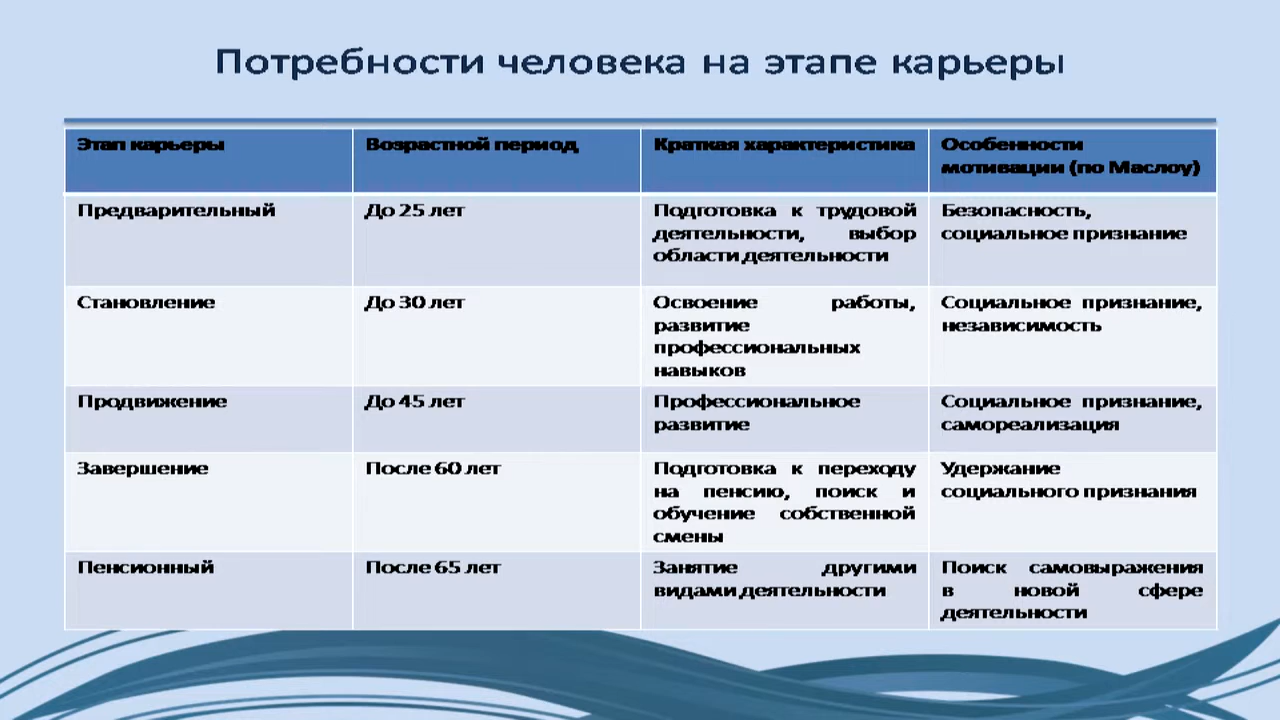 Потребности человека на этапе карьеры
Этап карьеры
Возрастной период
Краткая характеристика
Особенности
мотивации (по Маслоу)
Предварительный
До 25 лет
Подготовка к трудовой
деятельности, выбор
области деятельности
Безопасность,
социальное признание
Становление
До 30 лет
Освоение работы,
развитие
профессиональных
навыков
Социальное признание,
независимость
Продвижение
До 45 лет
Профессиональное
развитие
Социальное признание,
самореализация
Завершение
После 60 лет
Подготовка к переходу
на пенсию, поиск и
обучение собственной
смены
Удержание
социального признания
Пенсионный
После 65 лет
Занятие другими
видами деятельности
Поиск самовыражения
в новой сфере
деятельности